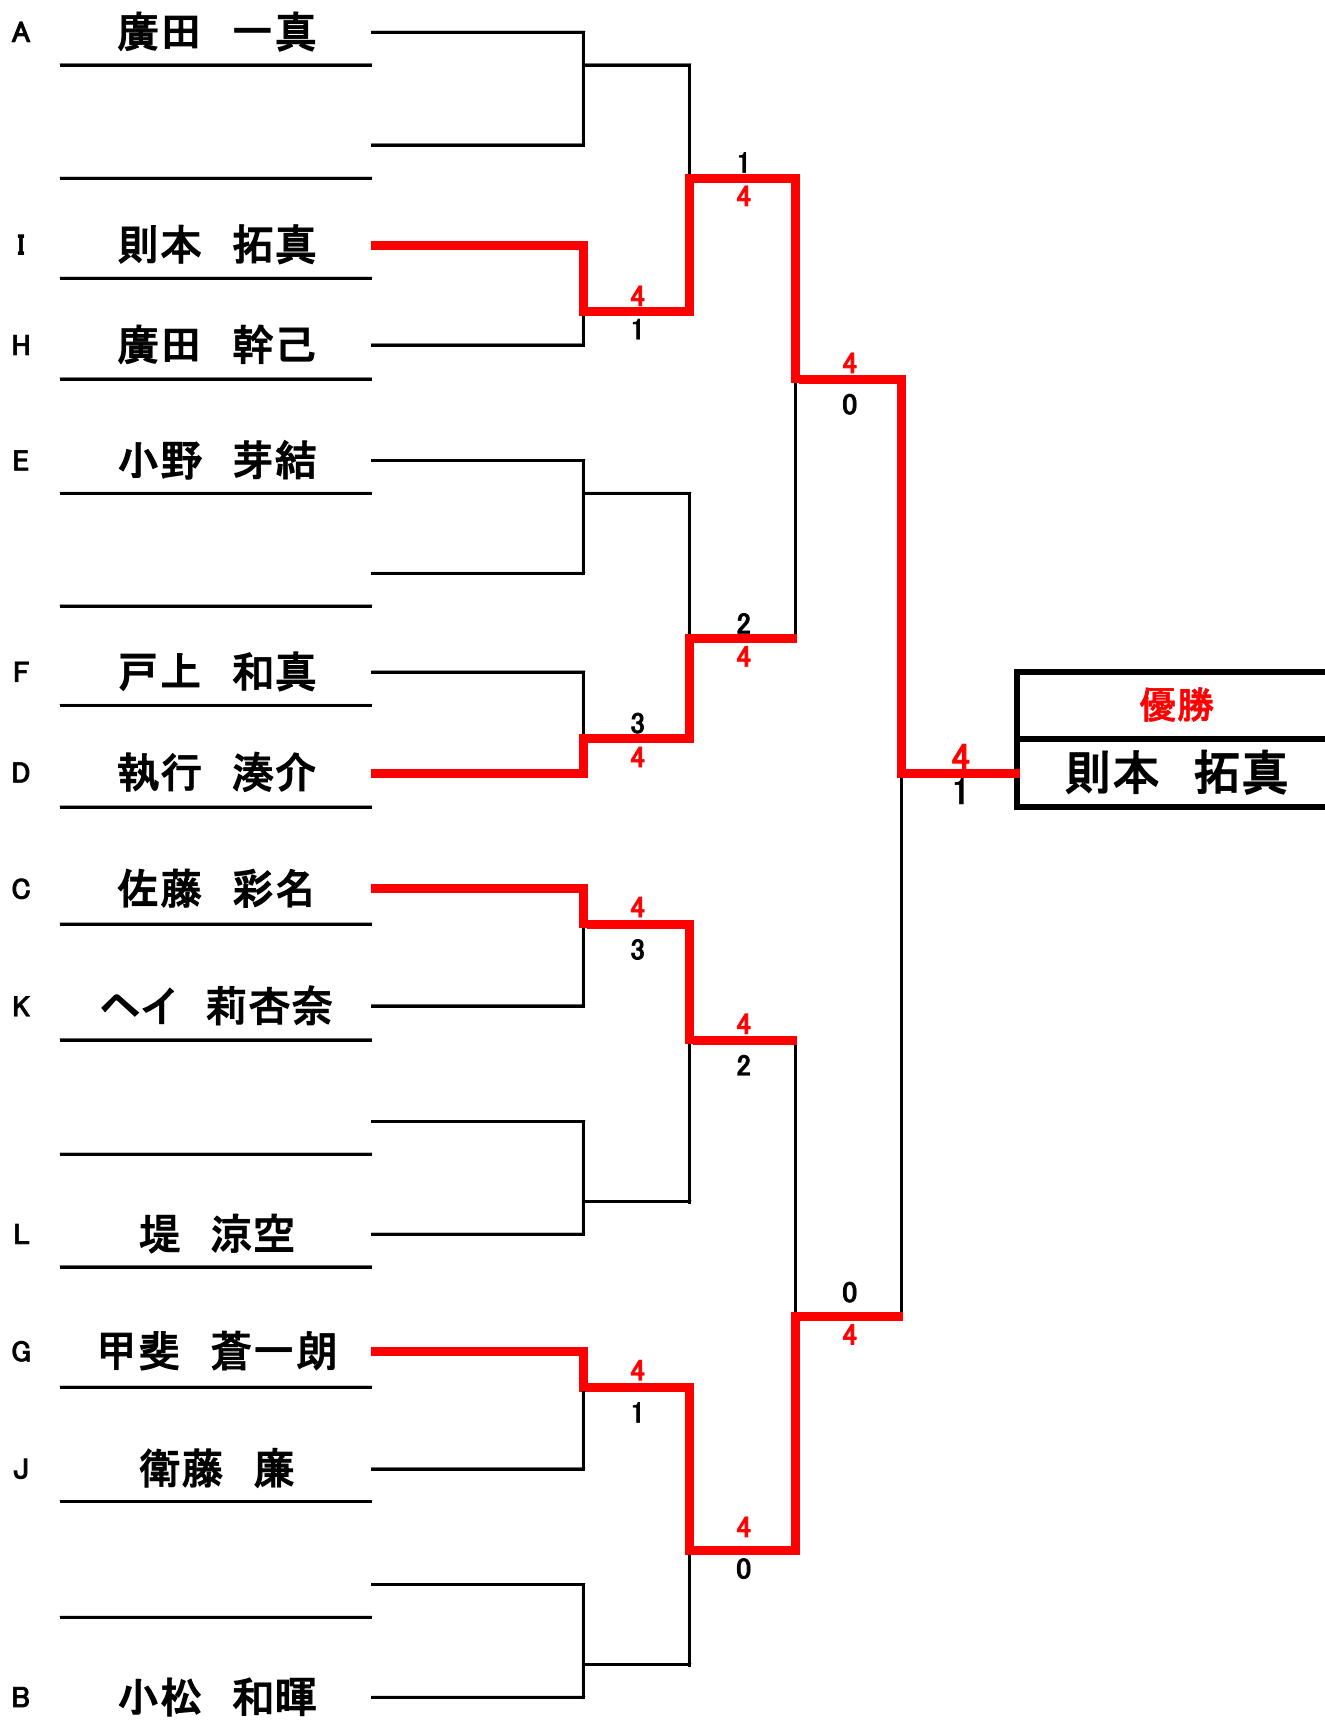 A 廣田 一真
1
4
I 則本 拓真
4
1
H 廣田 幹己
4
0
E 小野 芽結
2
4
F 戸上 和真
3
4
D 執行 湊介
優勝
4
1
則本 拓真
C 佐藤 彩名
4
3
K ヘイ 莉杏奈
4
2
L 堤 涼空
0
4
G 甲斐 蒼一朗
4
1
J 衛藤 廉
4
0
B 小松 和暉